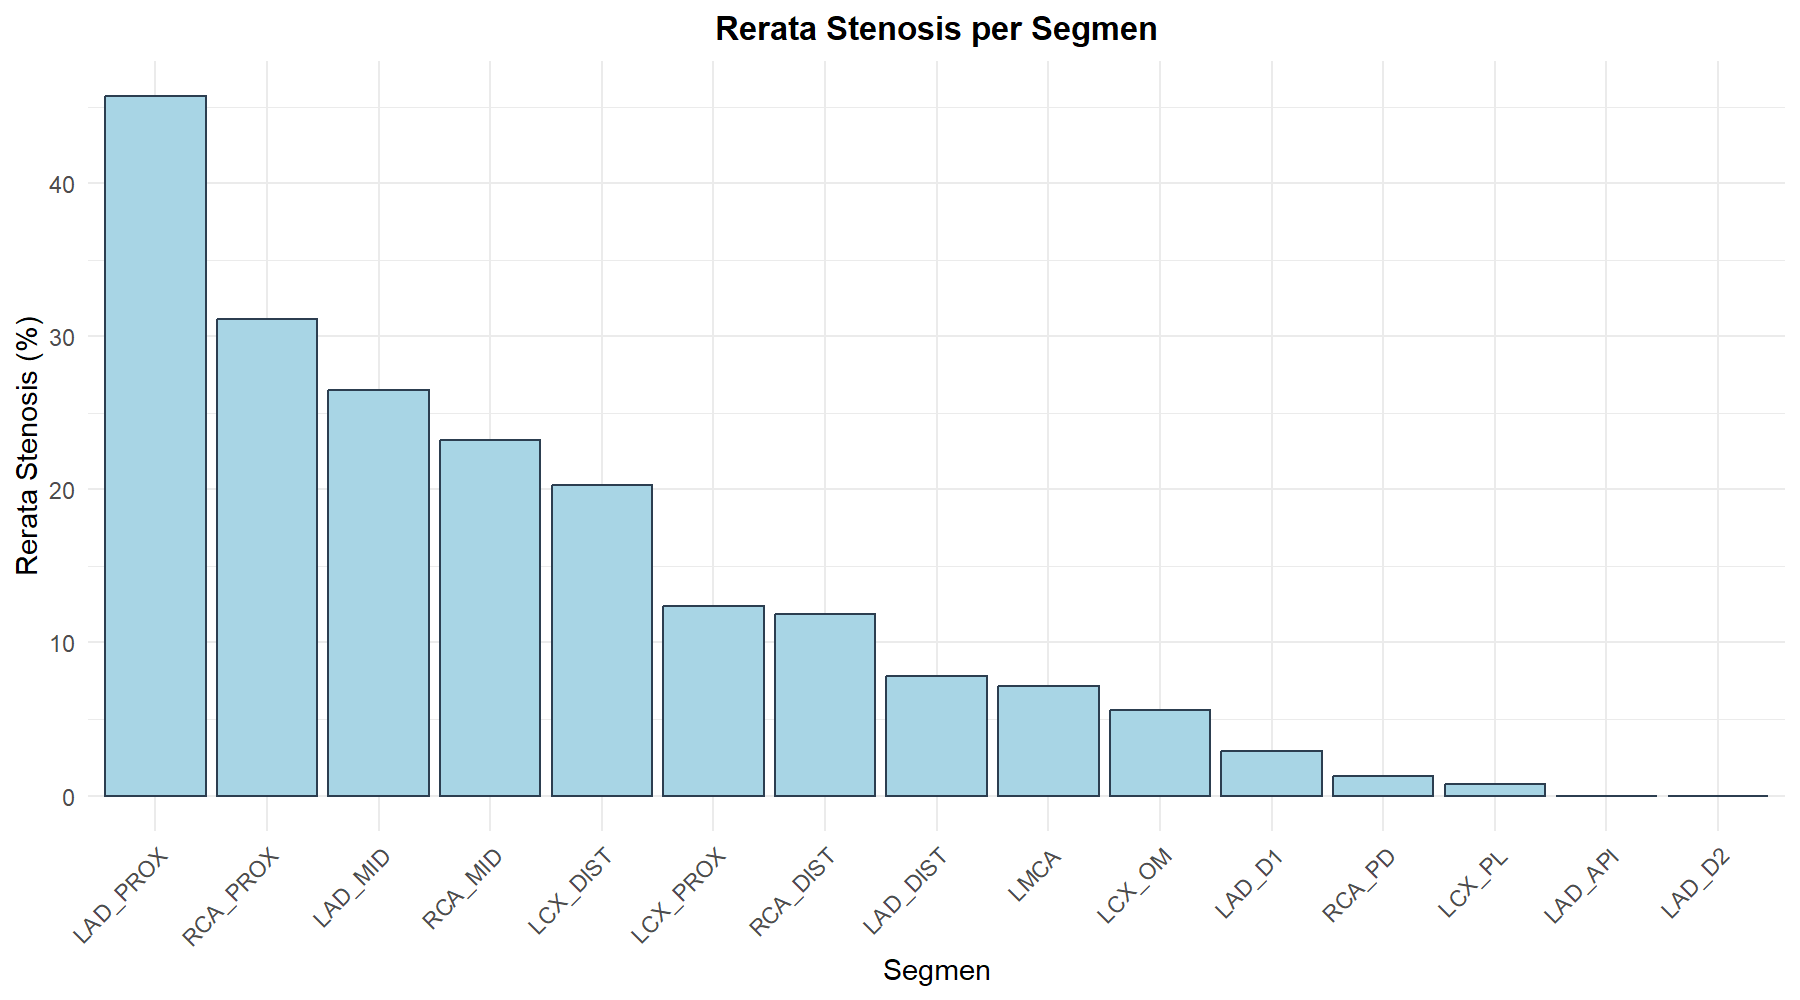 Rerata Stenosis per Segmen
Rerata Stenosis (%)
40
30
20
10
0
LAD_PROX
RCA_PROX
LAD_MID
RCA_MID
LCX_DIST
LCX_PROX
RCA_DIST
LAD_DIST
LMCA
LCX_OM
LAD_D1
RCA_PD
LCX_PL
LAD_API
LAD_D2
Segmen